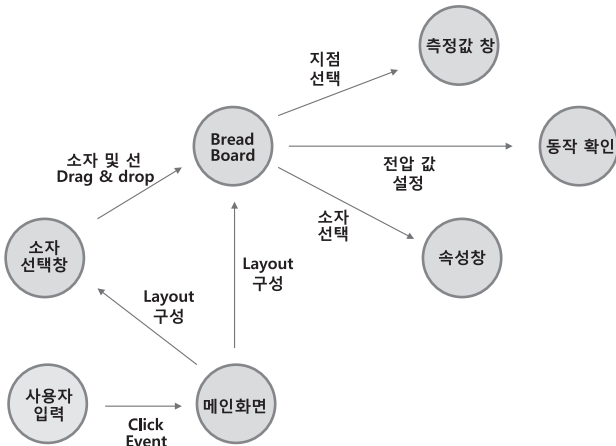 측정값 창
지점
선택
Bread
Board
동작 확인
전압 값
설정
소자 및 선
Drag & drop
소자
선택
소자
선택창
속성창
Layout
구성
Layout
구성
사용자
입력
메인화면
Click
Event